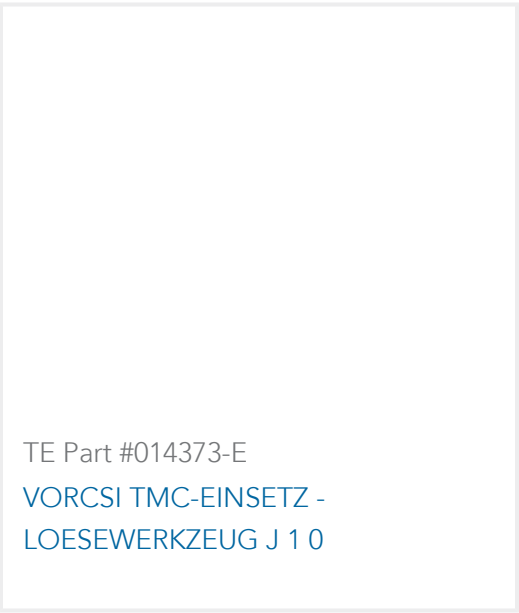 TE Part #014373-E
VORCSI TMC-EINSETZ -
LOESEWERKZEUG J 1 0